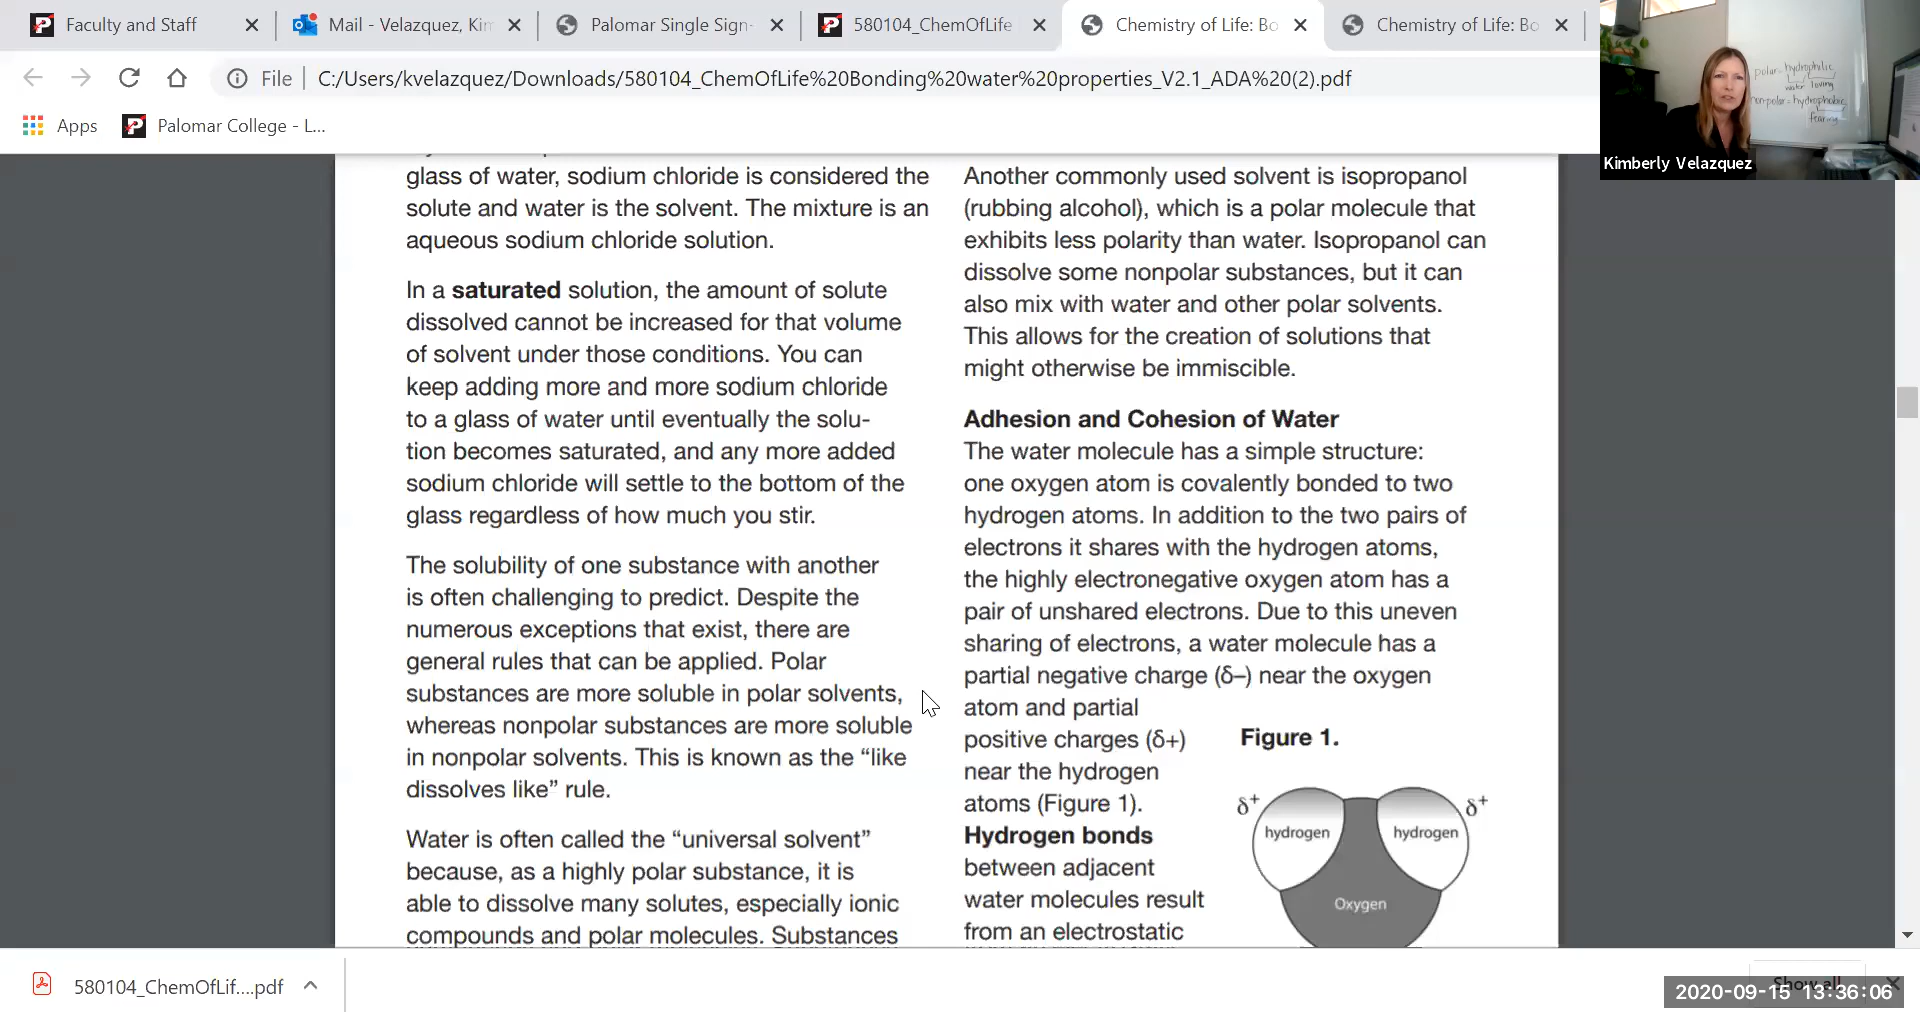 Faculty and Staff
Mail - Velazquez, Kim
Palomar Single Sign-
580104_ChemOfLife
Chemistry of Life: Bo
Chemistry of Life: Bo
File
C:/Users/kvelazquez/Downloads/580104_ChemOfLife%20Bonding%20water%20properties_V2.1_ADA%20(2).pdf
Apps
Palomar College - L...
polar = hydrophilic
water loving
non-polar = hydrophobic
fearing
Kimberly Velazquez
glass of water, sodium chloride is considered the
solute and water is the solvent. The mixture is an
aqueous sodium chloride solution.
In a saturated solution, the amount of solute
dissolved cannot be increased for that volume
of solvent under those conditions. You can
keep adding more and more sodium chloride
to a glass of water until eventually the solu-
tion becomes saturated, and any more added
sodium chloride will settle to the bottom of the
glass regardless of how much you stir.
The solubility of one substance with another
is often challenging to predict. Despite the
numerous exceptions that exist, there are
general rules that can be applied. Polar
substances are more soluble in polar solvents,
whereas nonpolar substances are more soluble
in nonpolar solvents. This is known as the “like
dissolves like” rule.
Water is often called the “universal solvent”
because, as a highly polar substance, it is
able to dissolve many solutes, especially ionic
compounds and polar molecules. Substances
Another commonly used solvent is isopropanol
(rubbing alcohol), which is a polar molecule that
exhibits less polarity than water. Isopropanol can
dissolve some nonpolar substances, but it can
also mix with water and other polar solvents.
This allows for the creation of solutions that
might otherwise be immiscible.
Adhesion and Cohesion of Water
The water molecule has a simple structure:
one oxygen atom is covalently bonded to two
hydrogen atoms. In addition to the two pairs of
electrons it shares with the hydrogen atoms,
the highly electronegative oxygen atom has a
pair of unshared electrons. Due to this uneven
sharing of electrons, a water molecule has a
partial negative charge (δ–) near the oxygen
atom and partial
positive charges (δ+)
near the hydrogen
atoms (Figure 1).
Hydrogen bonds
between adjacent
water molecules result
from an electrostatic
Figure 1.
δ+ δ+
hydrogen hydrogen
Oxygen
580104_ChemOfLif....pdf
Show all
2020-09-15 13:36:06